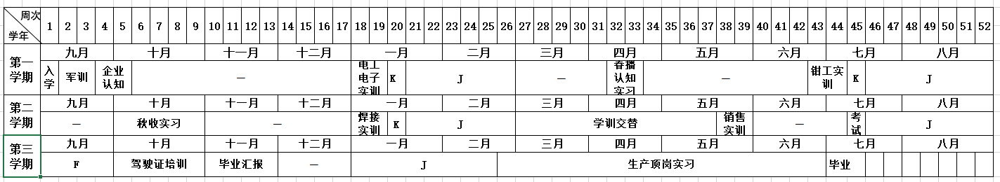 周次
学年
1 2 3 4 5 6 7 8 9 10 11 12 13 14 15 16 17 18 19 20 21 22 23 24 25 26 27 28 29 30 31 32 33 34 35 36 37 38 39 40 41 42 43 44 45 46 47 48 49 50 51 52
第一学期
九月 十月 十一月 十二月 一月 二月 三月 四月 五月 六月 七月 八月
入学 军训 企业认知 — 电工电子实训 K J — 春播认知实习 — 钳工实训 K J
第二学期
九月 十月 十一月 十二月 一月 二月 三月 四月 五月 六月 七月 八月
— 秋收实习 — 焊接实训 K J 学训交替 销售实训 — 考试 J
第三学期
九月 十月 十一月 十二月 一月 二月 三月 四月 五月 六月 七月 八月
F 驾驶证培训 毕业汇报 — J 生产顶岗实习 毕业